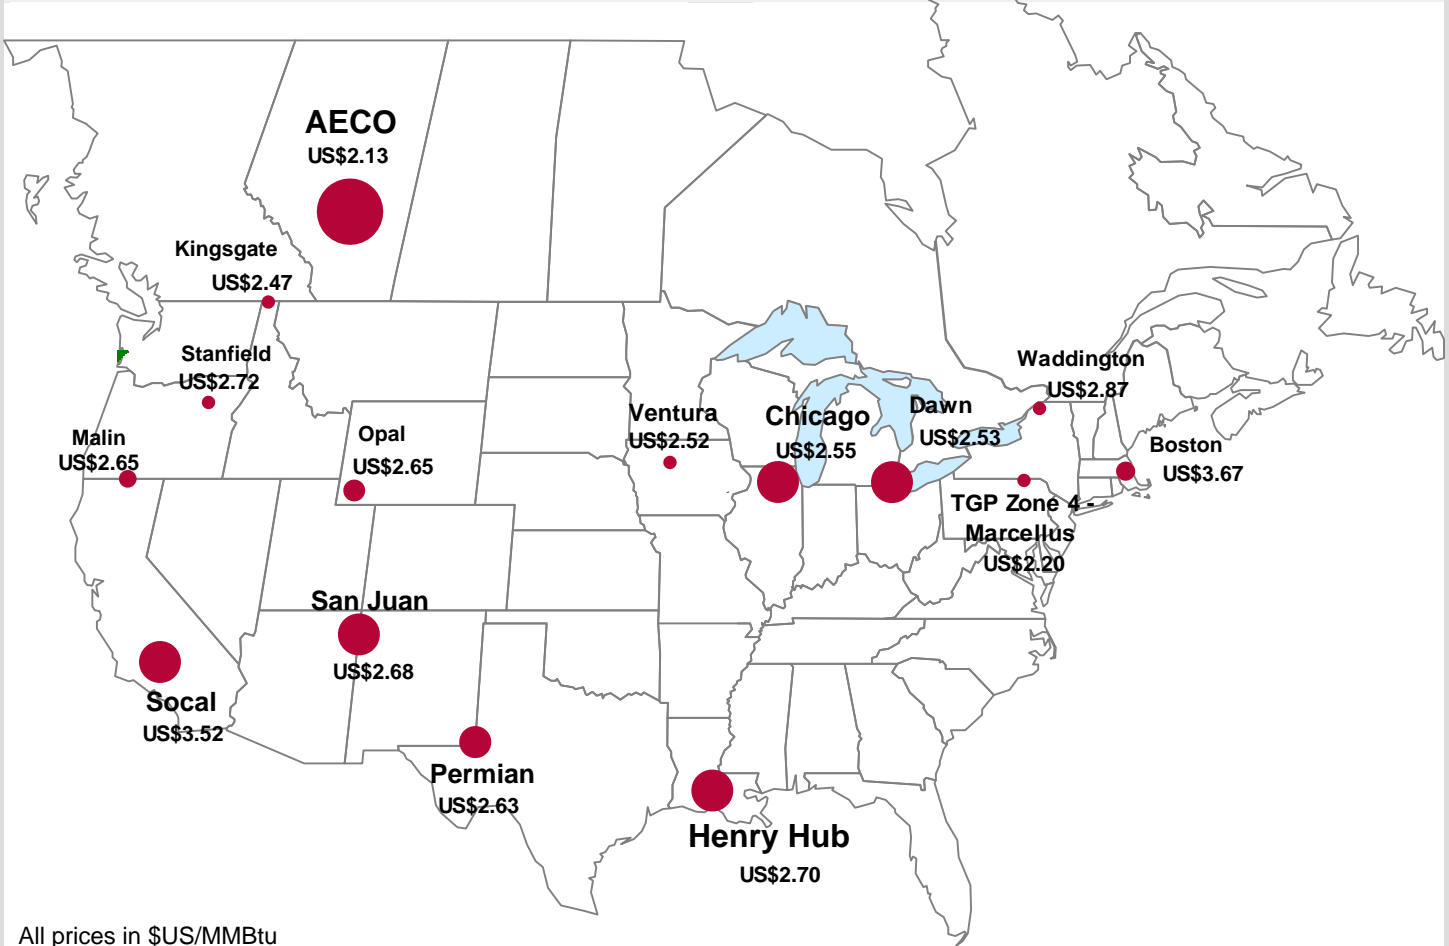 AECO
US$2.13
Kingsgate
US$2.47
Stanfield
US$2.72
Waddington
US$2.87
Malin
US$2.65
Opal
US$2.65
Ventura
US$2.52
Chicago
US$2.55
Dawn
US$2.53
Boston
US$3.67
TGP Zone 4 -
Marcellus
US$2.20
San Juan
US$2.68
Socal
US$3.52
Permian
US$2.63
Henry Hub
US$2.70
All prices in $US/MMBtu